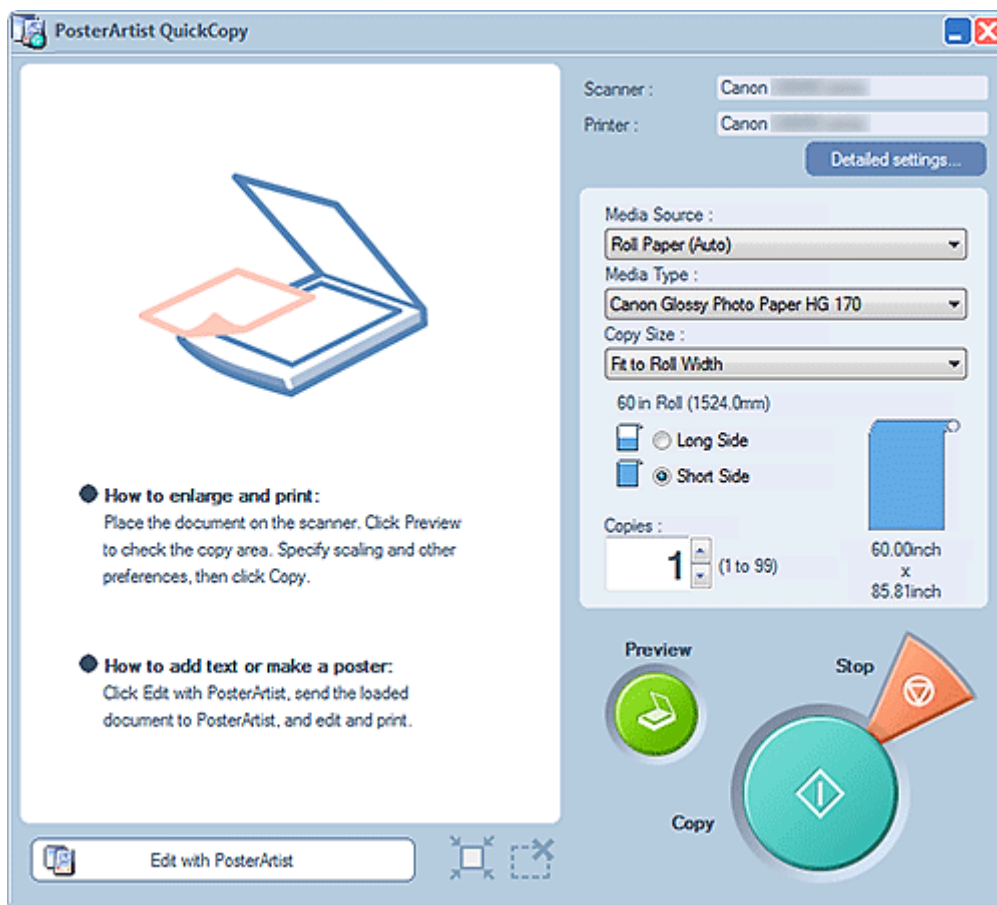 PosterArtist QuickCopy
Scanner : Canon
Printer : Canon
Detailed settings...
Media Source :
Roll Paper (Auto)
Media Type :
Canon Glossy Photo Paper HG 170
Copy Size :
Fit to Roll Width
60 in Roll (1524.0mm)
Long Side
Short Side
Copies :
1 (1 to 99)
60.00inch
x
85.81inch
How to enlarge and print:
Place the document on the scanner. Click Preview
to check the copy area. Specify scaling and other
preferences, then click Copy.
How to add text or make a poster:
Click Edit with PosterArtist, send the loaded
document to PosterArtist, and edit and print.
Preview
Stop
Copy
Edit with PosterArtist